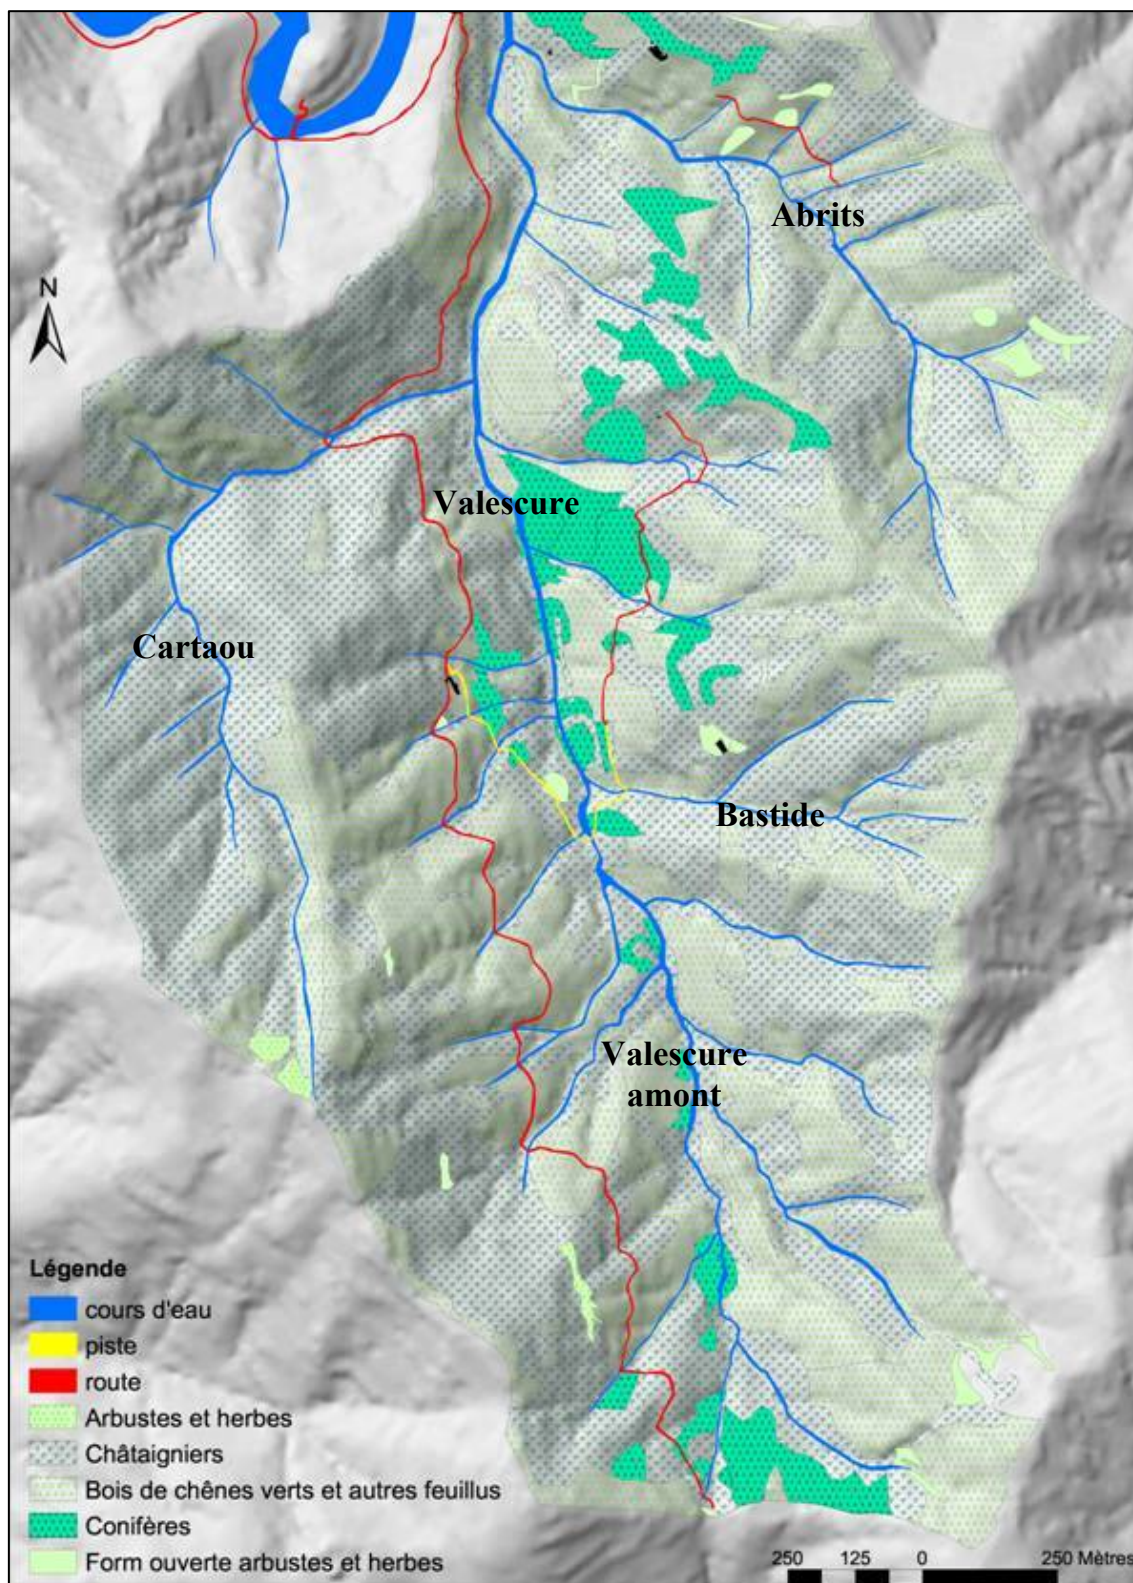 Abrits
N
Valescure
Cartaou
Bastide
Valescure
amont
Légende
cours d'eau
piste
route
Arbustes et herbes
Châtaigniers
Bois de chênes verts et autres feuillus
Conifères
Form ouverte arbustes et herbes
250 125 0 250 Mètres